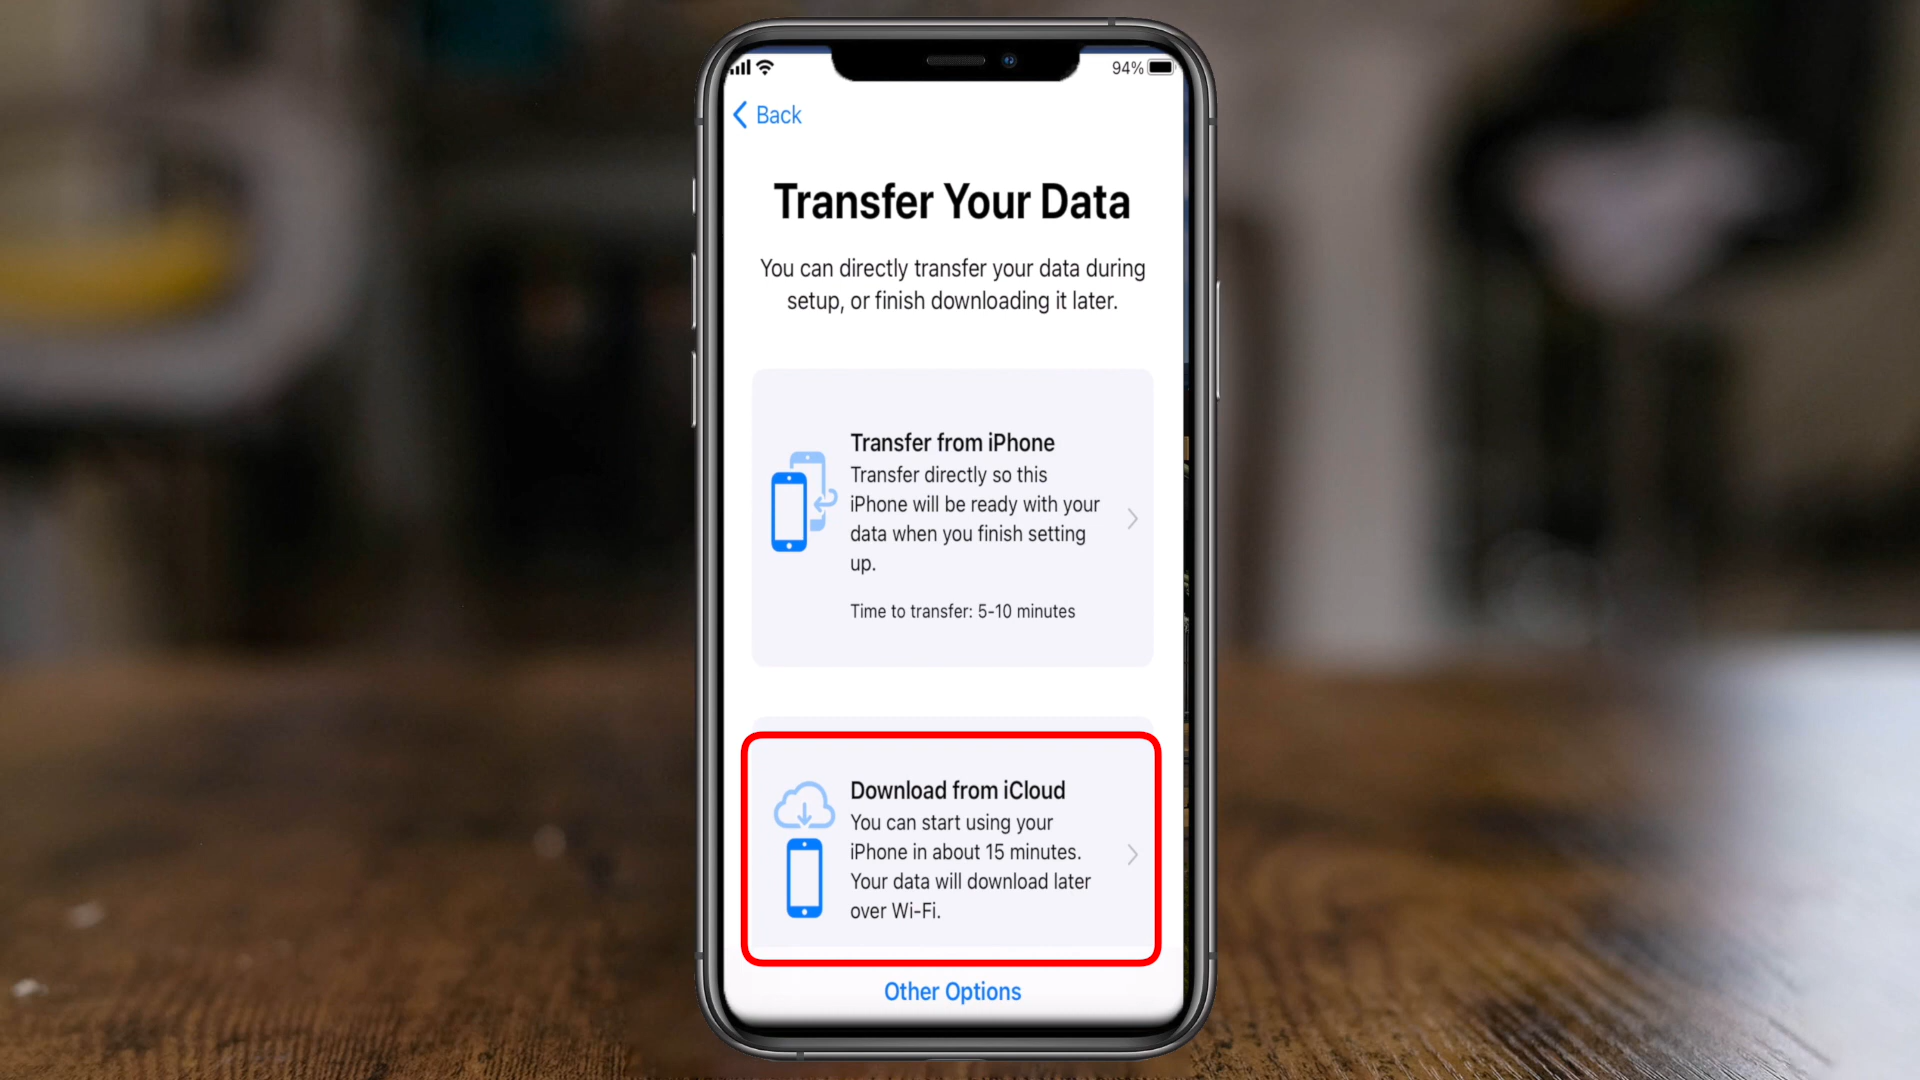 94%
Back
Transfer Your Data
You can directly transfer your data during
setup, or finish downloading it later.
Transfer from iPhone
Transfer directly so this
iPhone will be ready with your
data when you finish setting
up.
Time to transfer: 5-10 minutes
Download from iCloud
You can start using your
iPhone in about 15 minutes.
Your data will download later
over Wi-Fi.
Other Options